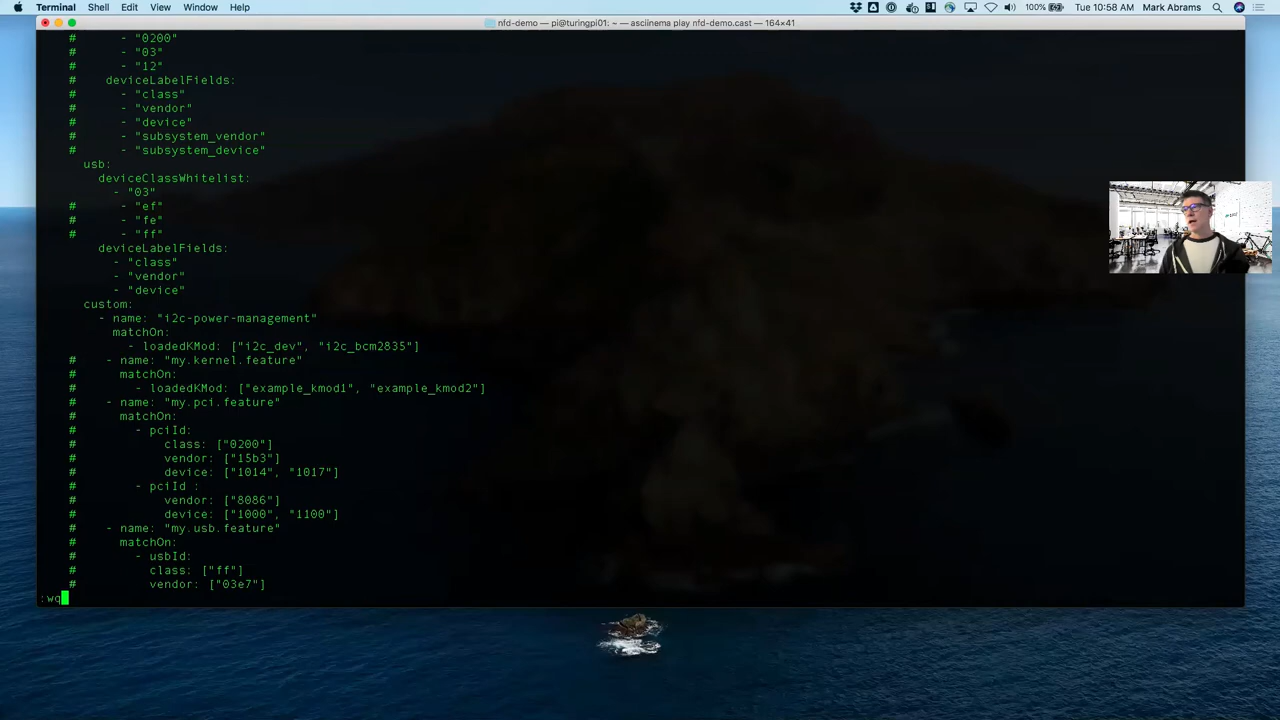 Terminal Shell Edit View Window Help 100% Tue 10:58 AM Mark Abrams
nfd-demo — pi@turingpi01: ~ — asciinema play nfd-demo.cast — 164×41
# - "0200"
# - "03"
# - "12"
# deviceLabelFields:
# - "class"
# - "vendor"
# - "device"
# - "subsystem_vendor"
# - "subsystem_device"
usb:
deviceClassWhitelist:
- "03"
# - "ef"
# - "fe"
# - "ff"
deviceLabelFields:
- "class"
- "vendor"
- "device"
custom:
- name: "i2c-power-management"
matchOn:
- loadedKMod: ["i2c_dev", "i2c_bcm2835"]
# - name: "my.kernel.feature"
# matchOn:
# - loadedKMod: ["example_kmod1", "example_kmod2"]
# - name: "my.pci.feature"
# matchOn:
# - pciId:
# class: ["0200"]
# vendor: ["15b3"]
# device: ["1014", "1017"]
# - pciId :
# vendor: ["8086"]
# device: ["1000", "1100"]
# - name: "my.usb.feature"
# matchOn:
# - usbId:
# class: ["ff"]
# vendor: ["03e7"]
:wq